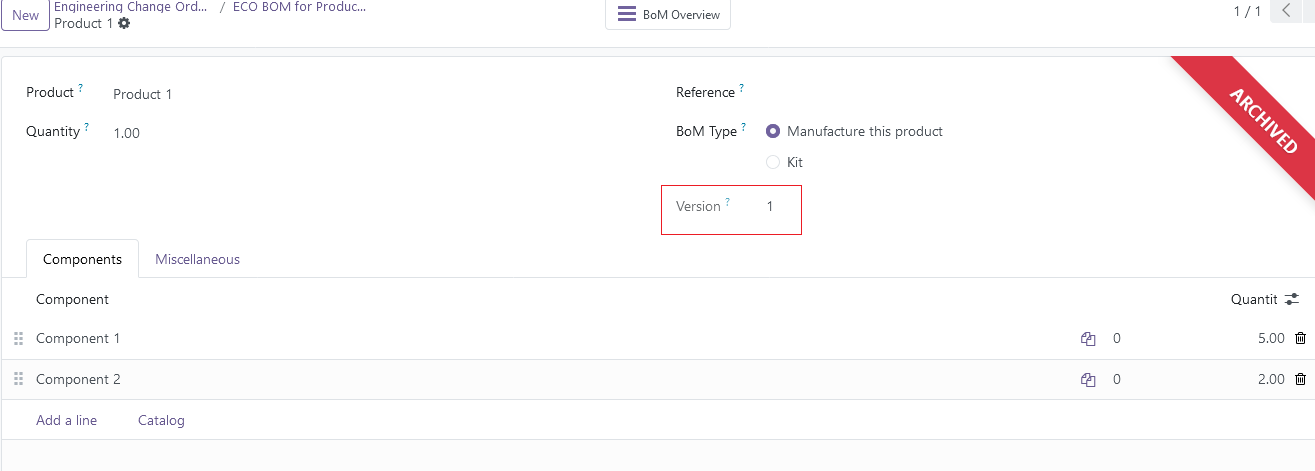 New
Engineering Change Ord... / ECO BOM for Produc...
Product 1
BoM Overview
1 / 1
ARCHIVED
Product ? Product 1
Reference ?
Quantity ? 1.00
BoM Type ? Manufacture this product
Kit
Version ? 1
Components Miscellaneous
Component Quantit
Component 1 0 5.00
Component 2 0 2.00
Add a line Catalog